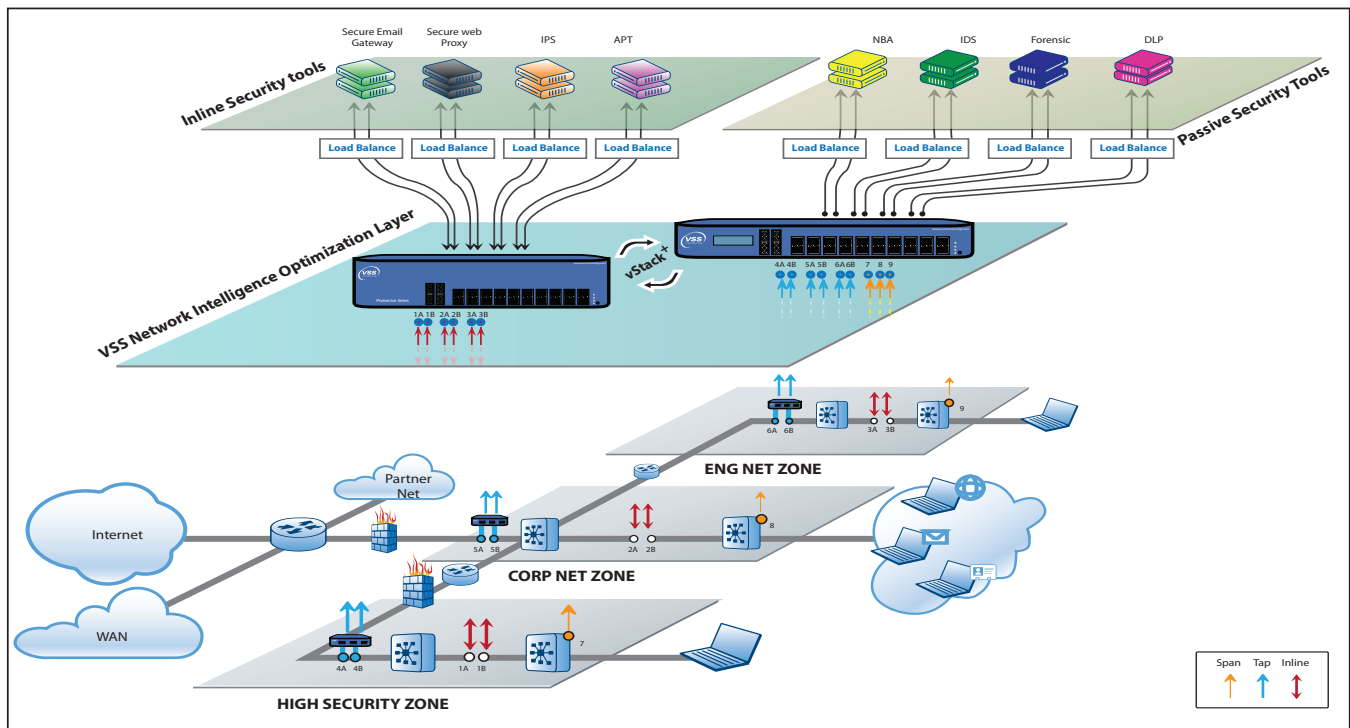 Secure Email
Gateway
Secure web
Proxy
IPS
APT
NBA
IDS
Forensic
DLP
Inline Security tools
Passive Security Tools
Load Balance
Load Balance
Load Balance
Load Balance
Load Balance
Load Balance
Load Balance
Load Balance
VSS Network Intelligence Optimization Layer
VSS
VSS
vStack +
Protector Series
4A 4B 5A 5B 6A 6B 7 8 9
1A 1B 2A 2B 3A 3B
6A 6B 3A 3B 9
ENG NET ZONE
Partner
Net
Internet
5A 5B 2A 2B 8
CORP NET ZONE
WAN
4A 4B 1A 1B 7
HIGH SECURITY ZONE
Span Tap Inline